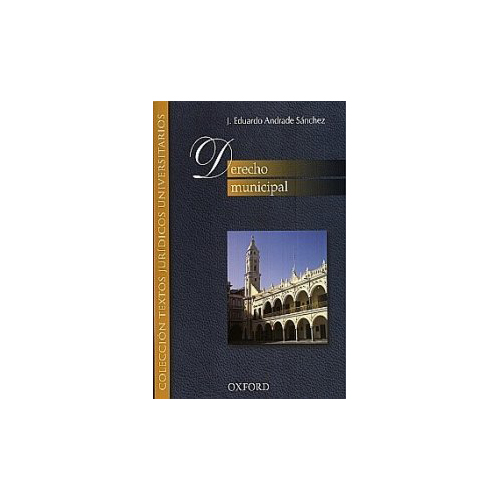 J. Eduardo Andrade Sánchez
Derecho
municipal
OXFORD
COLECCIÓN TEXTOS JURÍDICOS UNIVERSITARIOS